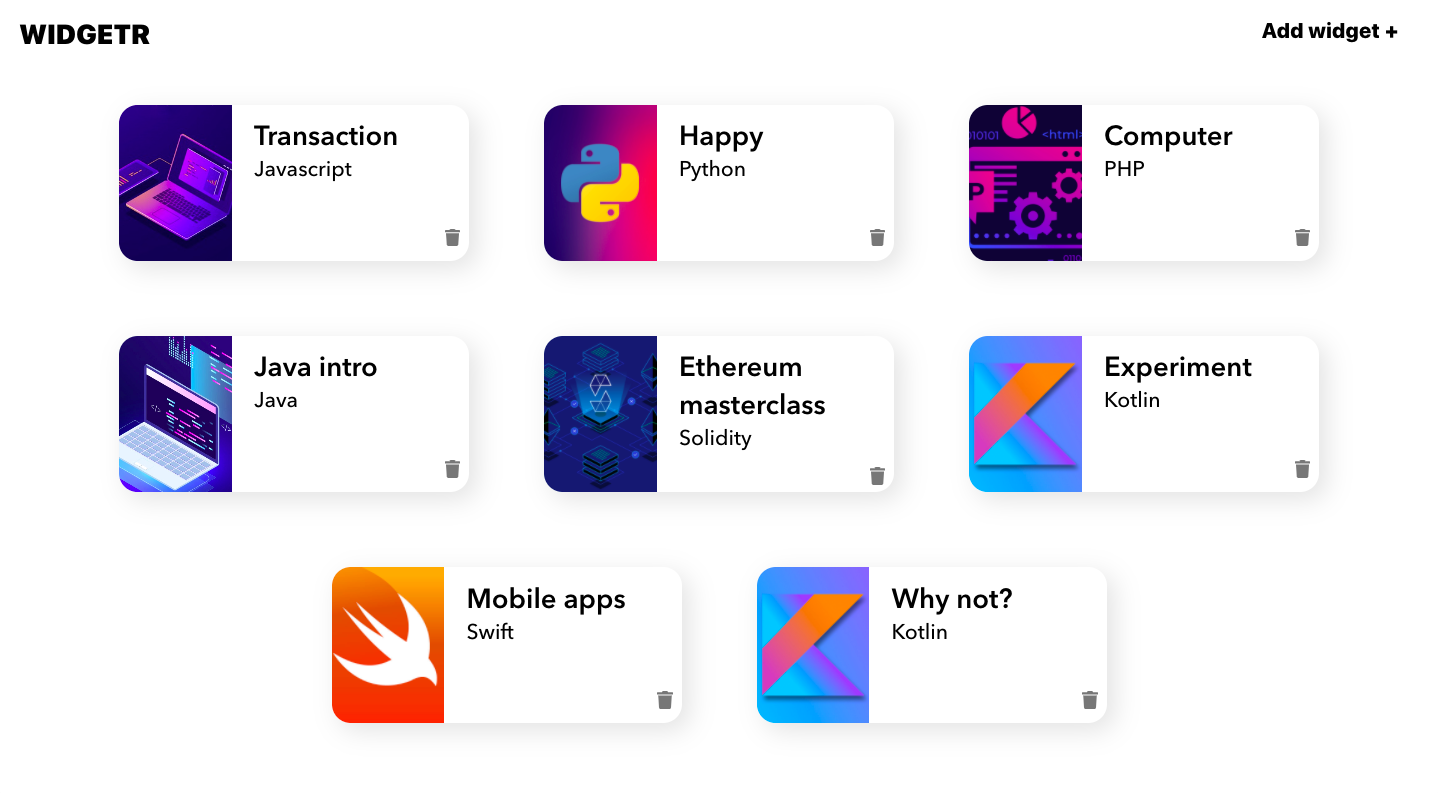 WIDGETR
Add widget +
Transaction
Javascript
Happy
Python
010101
<html>
P
0110
Computer
PHP
Java intro
Java
Ethereum
masterclass
Solidity
Experiment
Kotlin
Mobile apps
Swift
Why not?
Kotlin